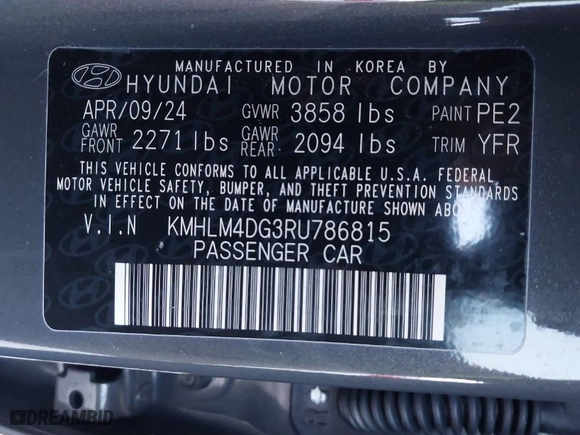 MANUFACTURED IN KOREA BY
HYUNDAI MOTOR COMPANY
APR/09/24 GVWR 3858 lbs PAINT PE2
GAWR FRONT 2271 lbs GAWR REAR 2094 lbs TRIM YFR
THIS VEHICLE CONFORMS TO ALL APPLICABLE U.S.A. FEDERAL
MOTOR VEHICLE SAFETY, BUMPER, AND THEFT PREVENTION STANDARDS
IN EFFECT ON THE DATE OF MANUFACTURE SHOWN ABOVE.
V.I.N KMHLM4DG3RU786815
PASSENGER CAR
DREAMBID